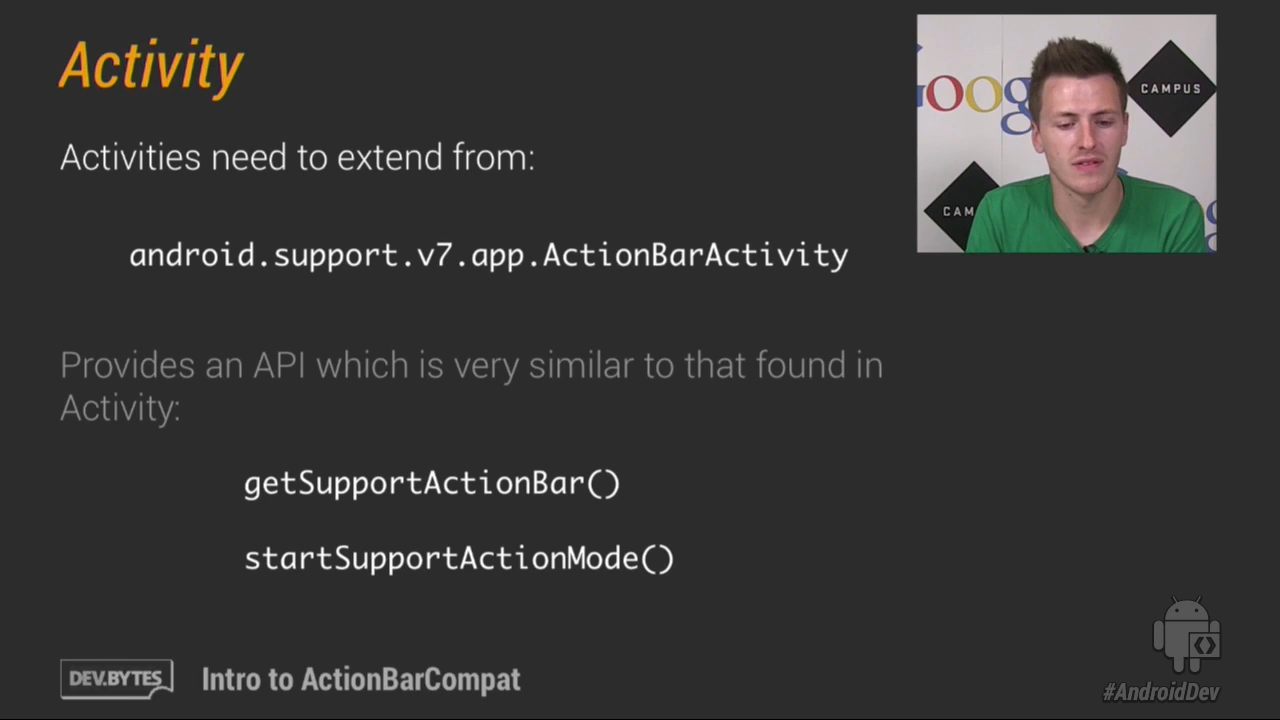 Activity
Activities need to extend from:
android.support.v7.app.ActionBarActivity
Provides an API which is very similar to that found in
Activity:
getSupportActionBar()
startSupportActionMode()
DEV.BYTES
Intro to ActionBarCompat
#AndroidDev
Google
CAMPUS
CAM